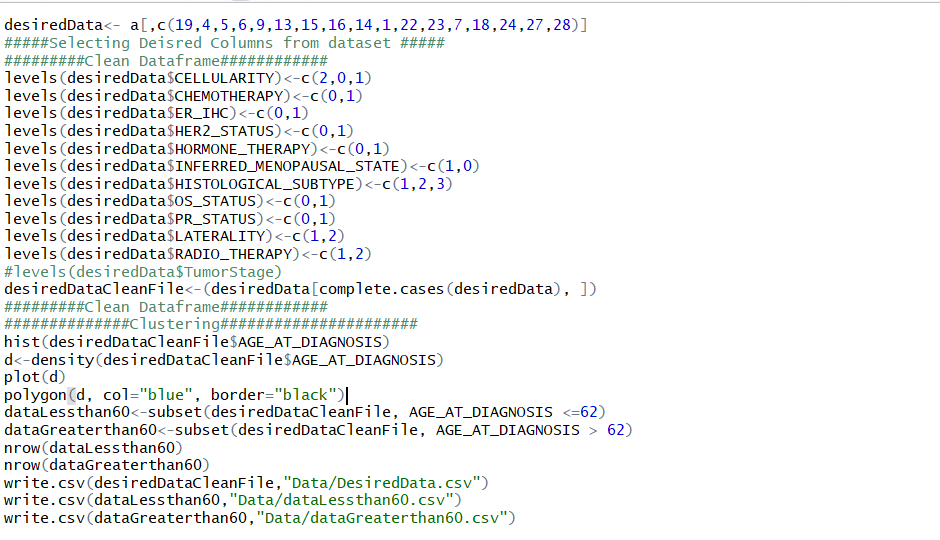 desiredData<- a[,c(19,4,5,6,9,13,15,16,14,1,22,23,7,18,24,27,28)]
#####Selecting Deisred Columns from dataset #####
#########Clean Dataframe############
levels(desiredData$CELLULARITY)<-c(2,0,1)
levels(desiredData$CHEMOTHERAPY)<-c(0,1)
levels(desiredData$ER_IHC)<-c(0,1)
levels(desiredData$HER2_STATUS)<-c(0,1)
levels(desiredData$HORMONE_THERAPY)<-c(0,1)
levels(desiredData$INFERRED_MENOPAUSAL_STATE)<-c(1,0)
levels(desiredData$HISTOLOGICAL_SUBTYPE)<-c(1,2,3)
levels(desiredData$OS_STATUS)<-c(0,1)
levels(desiredData$PR_STATUS)<-c(0,1)
levels(desiredData$LATERALITY)<-c(1,2)
levels(desiredData$RADIO_THERAPY)<-c(1,2)
#levels(desiredData$TumorStage)
desiredDataCleanFile<-(desiredData[complete.cases(desiredData), ])
#########Clean Dataframe############
##############Clustering######################
hist(desiredDataCleanFile$AGE_AT_DIAGNOSIS)
d<-density(desiredDataCleanFile$AGE_AT_DIAGNOSIS)
plot(d)
polygon(d, col="blue", border="black")
dataLessthan60<-subset(desiredDataCleanFile, AGE_AT_DIAGNOSIS <=62)
dataGreaterthan60<-subset(desiredDataCleanFile, AGE_AT_DIAGNOSIS > 62)
nrow(dataLessthan60)
nrow(dataGreaterthan60)
write.csv(desiredDataCleanFile,"Data/DesiredData.csv")
write.csv(dataLessthan60,"Data/dataLessthan60.csv")
write.csv(dataGreaterthan60,"Data/dataGreaterthan60.csv")